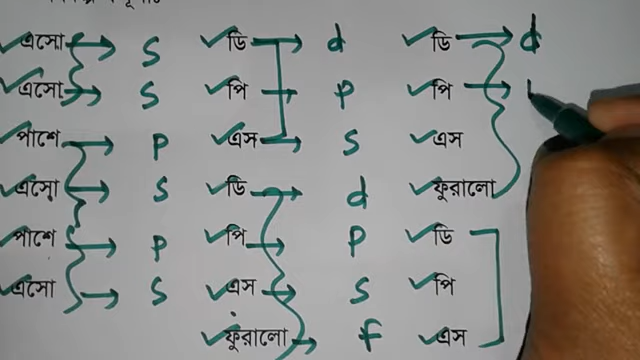 এসো S ডি d ডি d
এসো S পি P পি
পাশে P এস S এস
এসো S ডি d ফুরালো
পাশে P পি P ডি
এসো S এস S পি
ফুরালো F এস